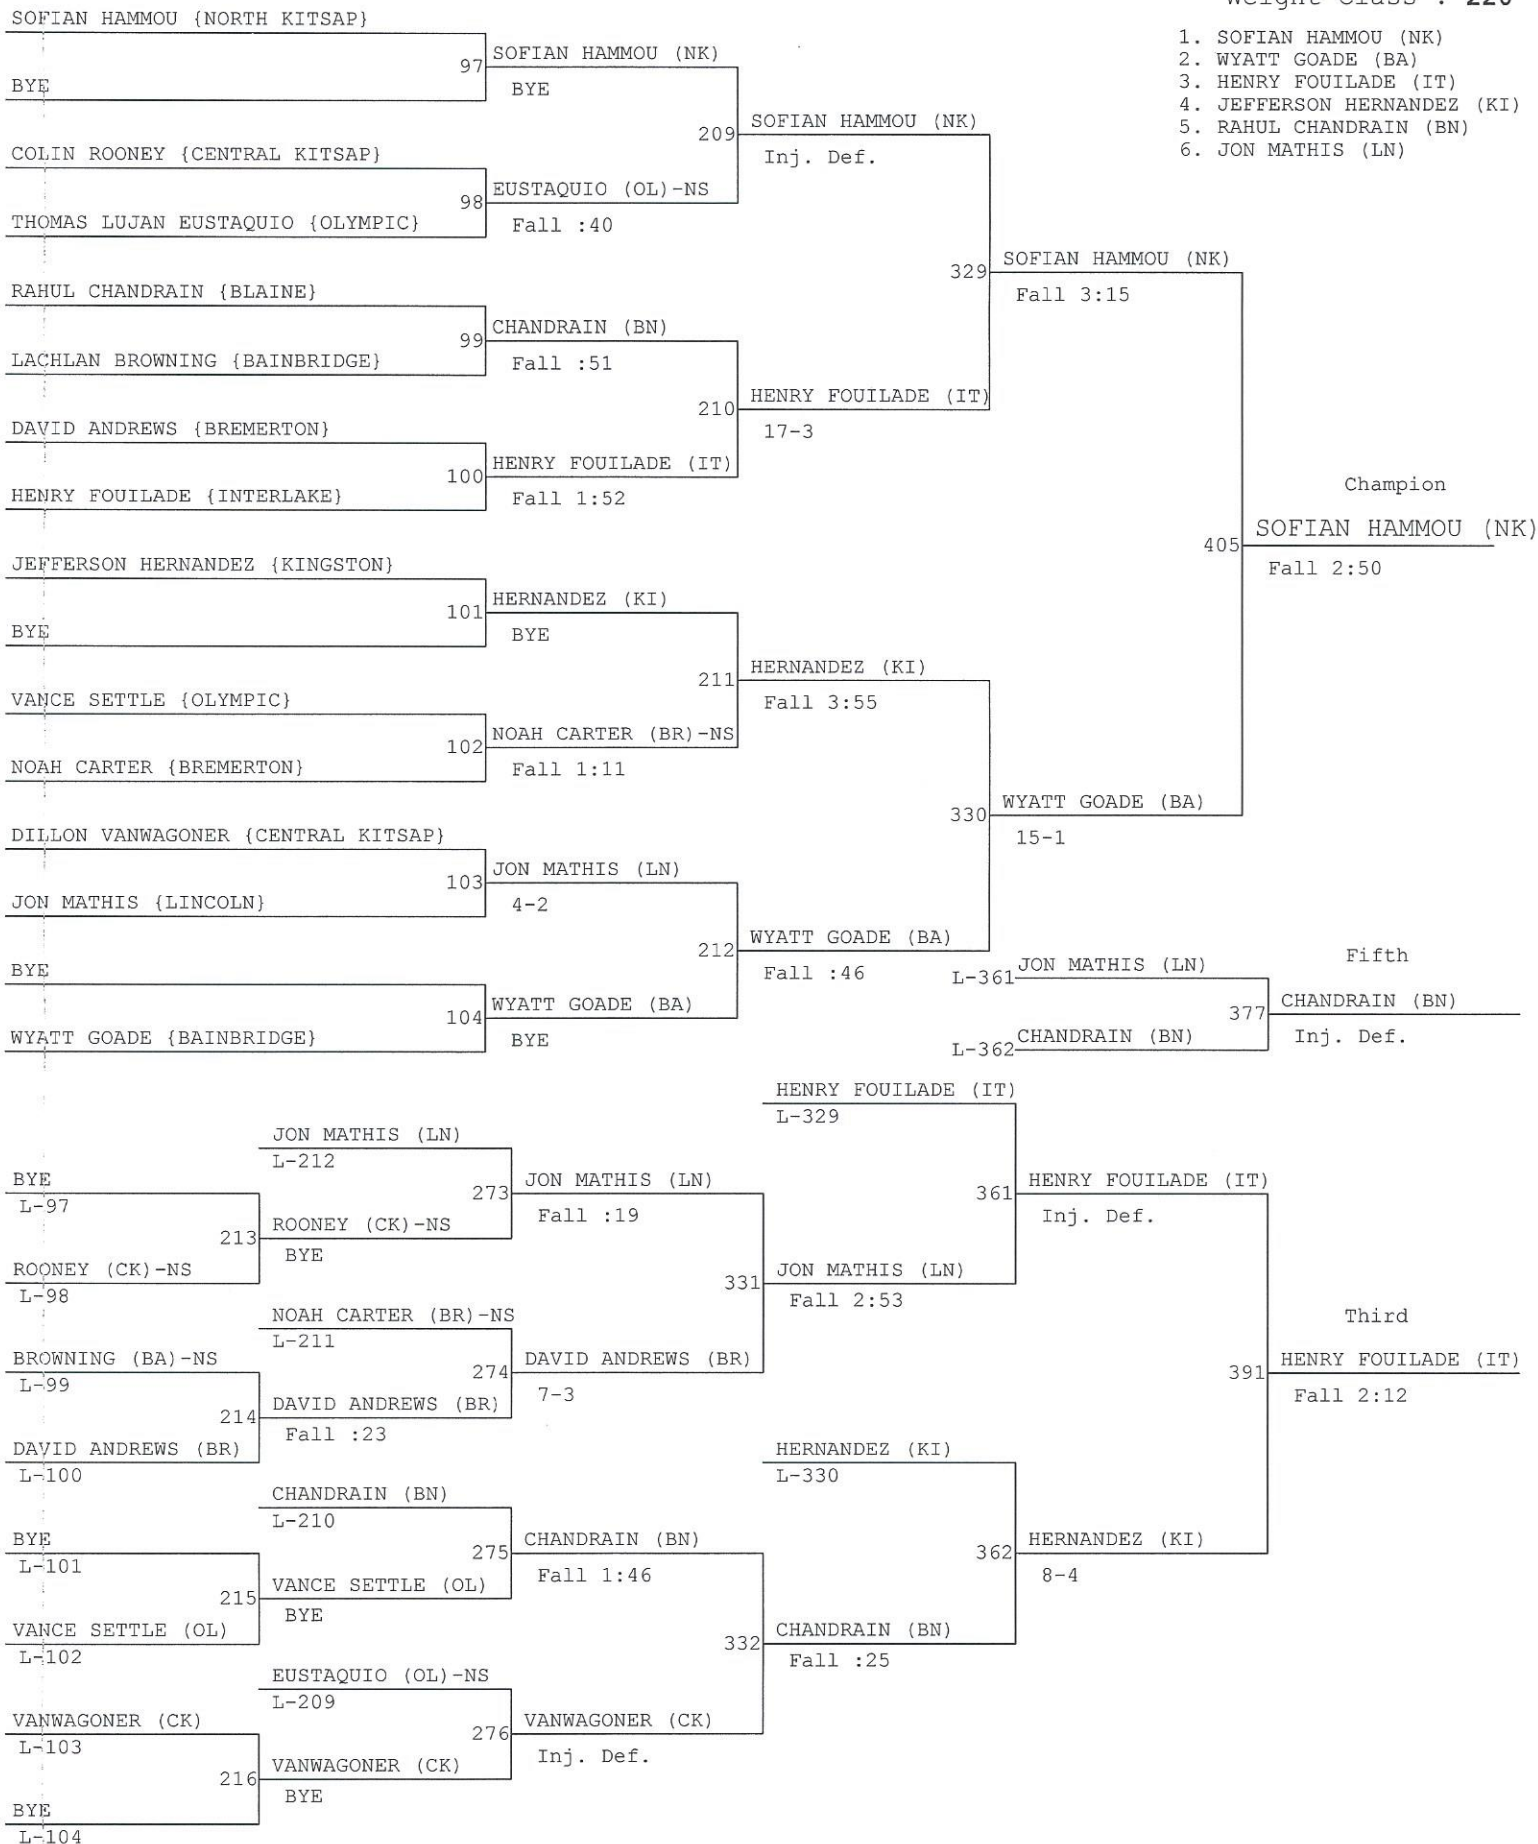 Weight Class : 220
1. SOFIAN HAMMOU (NK)
2. WYATT GOADE (BA)
3. HENRY FOUILADE (IT)
4. JEFFERSON HERNANDEZ (KI)
5. RAHUL CHANDRAIN (BN)
6. JON MATHIS (LN)
SOFIAN HAMMOU {NORTH KITSAP}
BYE
COLIN ROONEY {CENTRAL KITSAP}
THOMAS LUJAN EUSTAQUIO {OLYMPIC}
RAHUL CHANDRAIN {BLAINE}
LACHLAN BROWNING {BAINBRIDGE}
DAVID ANDREWS {BREMERTON}
HENRY FOUILADE {INTERLAKE}
JEFFERSON HERNANDEZ {KINGSTON}
BYE
VANCE SETTLE {OLYMPIC}
NOAH CARTER {BREMERTON}
DILLON VANWAGONER {CENTRAL KITSAP}
JON MATHIS {LINCOLN}
BYE
WYATT GOADE {BAINBRIDGE}
97
SOFIAN HAMMOU (NK)
BYE
98
EUSTAQUIO (OL)-NS
Fall :40
99
CHANDRAIN (BN)
Fall :51
100
HENRY FOUILADE (IT)
Fall 1:52
101
HERNANDEZ (KI)
BYE
102
NOAH CARTER (BR)-NS
Fall 1:11
103
JON MATHIS (LN)
4-2
104
WYATT GOADE (BA)
BYE
209
SOFIAN HAMMOU (NK)
Inj. Def.
210
HENRY FOUILADE (IT)
17-3
211
HERNANDEZ (KI)
Fall 3:55
212
WYATT GOADE (BA)
Fall :46
329
SOFIAN HAMMOU (NK)
Fall 3:15
330
WYATT GOADE (BA)
15-1
Champion
405
SOFIAN HAMMOU (NK)
Fall 2:50
Fifth
L-361
JON MATHIS (LN)
L-362
CHANDRAIN (BN)
377
CHANDRAIN (BN)
Inj. Def.
BYE
L-97
ROONEY (CK)-NS
L-98
BROWNING (BA)-NS
L-99
DAVID ANDREWS (BR)
L-100
BYE
L-101
VANCE SETTLE (OL)
L-102
VANWAGONER (CK)
L-103
BYE
L-104
JON MATHIS (LN)
L-212
213
ROONEY (CK)-NS
BYE
NOAH CARTER (BR)-NS
L-211
214
DAVID ANDREWS (BR)
Fall :23
CHANDRAIN (BN)
L-210
215
VANCE SETTLE (OL)
BYE
EUSTAQUIO (OL)-NS
L-209
216
VANWAGONER (CK)
BYE
273
JON MATHIS (LN)
Fall :19
274
DAVID ANDREWS (BR)
7-3
275
CHANDRAIN (BN)
Fall 1:46
276
VANWAGONER (CK)
Inj. Def.
HENRY FOUILADE (IT)
L-329
331
JON MATHIS (LN)
Fall 2:53
HERNANDEZ (KI)
L-330
332
CHANDRAIN (BN)
Fall :25
361
HENRY FOUILADE (IT)
Inj. Def.
362
HERNANDEZ (KI)
8-4
Third
391
HENRY FOUILADE (IT)
Fall 2:12